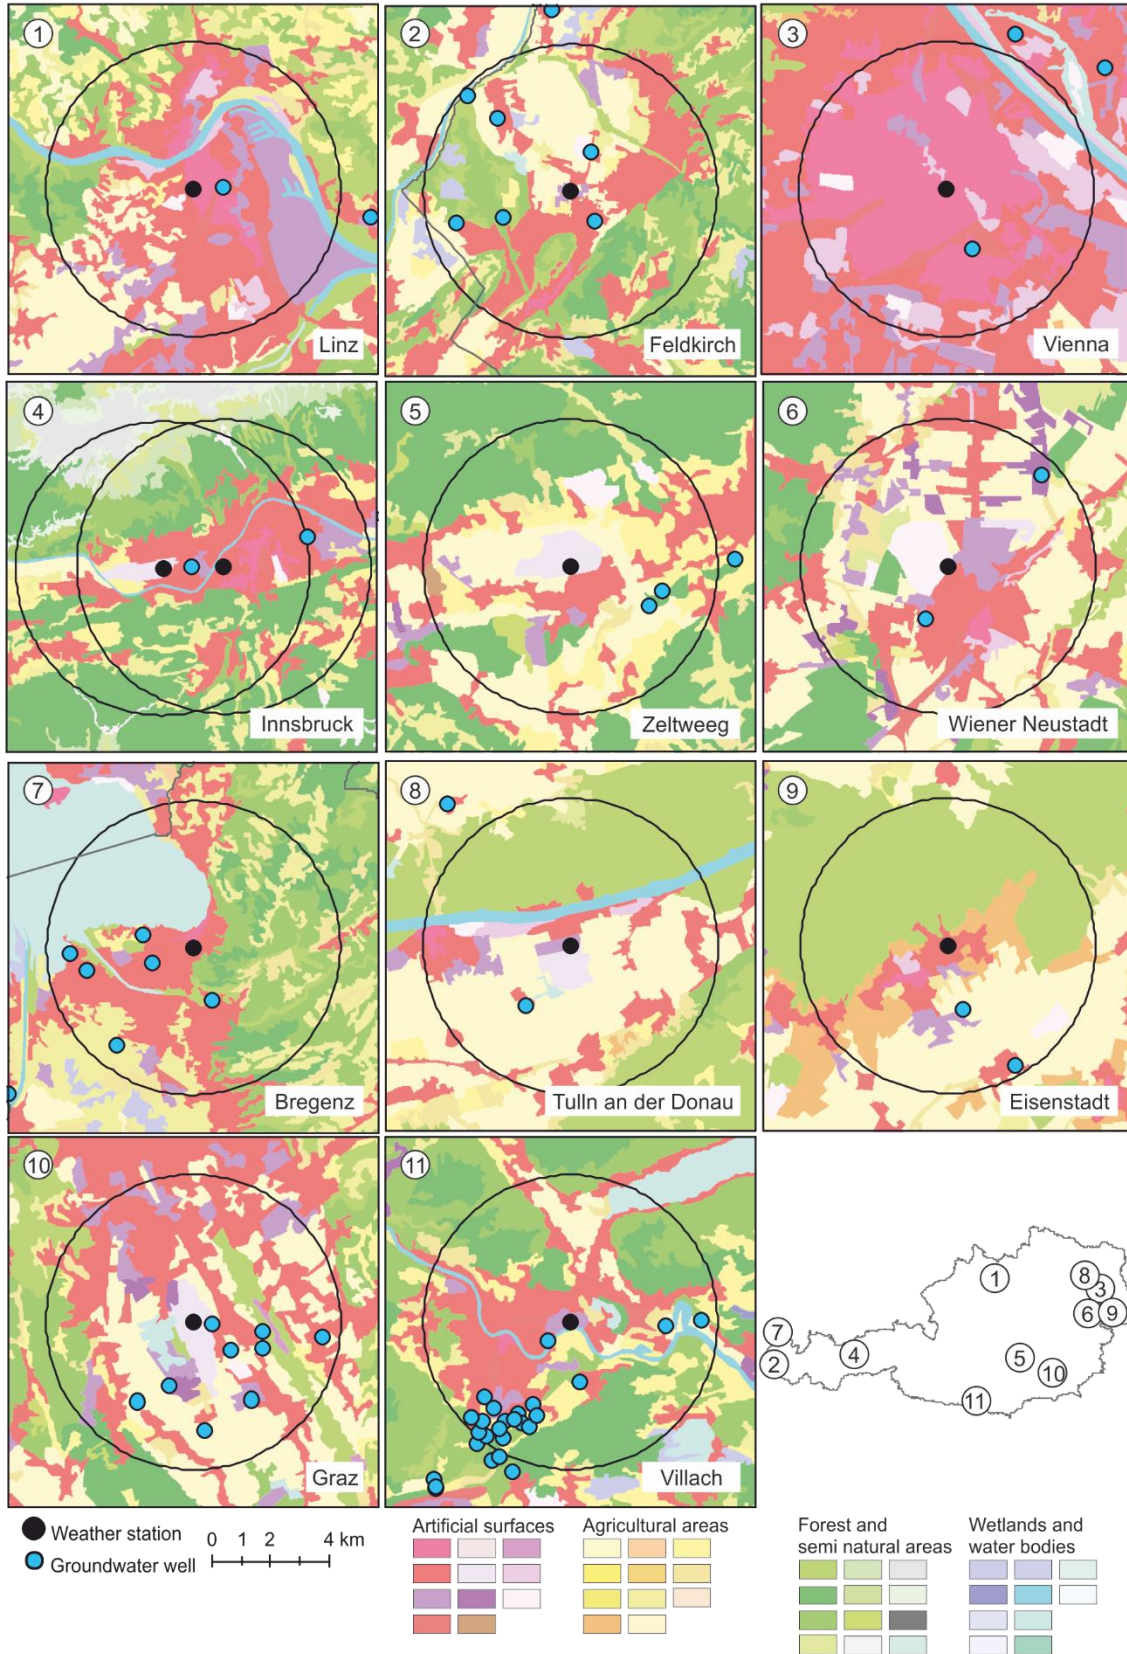 1
2
3
Linz
Feldkirch
Vienna
4
5
6
Innsbruck
Zeltweeg
Wiener Neustadt
7
8
9
Bregenz
Tulln an der Donau
Eisenstadt
10
11
Graz
Villach
1
8
3
6
9
7
2
4
5
10
11
Weather station
Groundwater well
0 1 2 4 km
Artificial surfaces
Agricultural areas
Forest and
semi natural areas
Wetlands and
water bodies